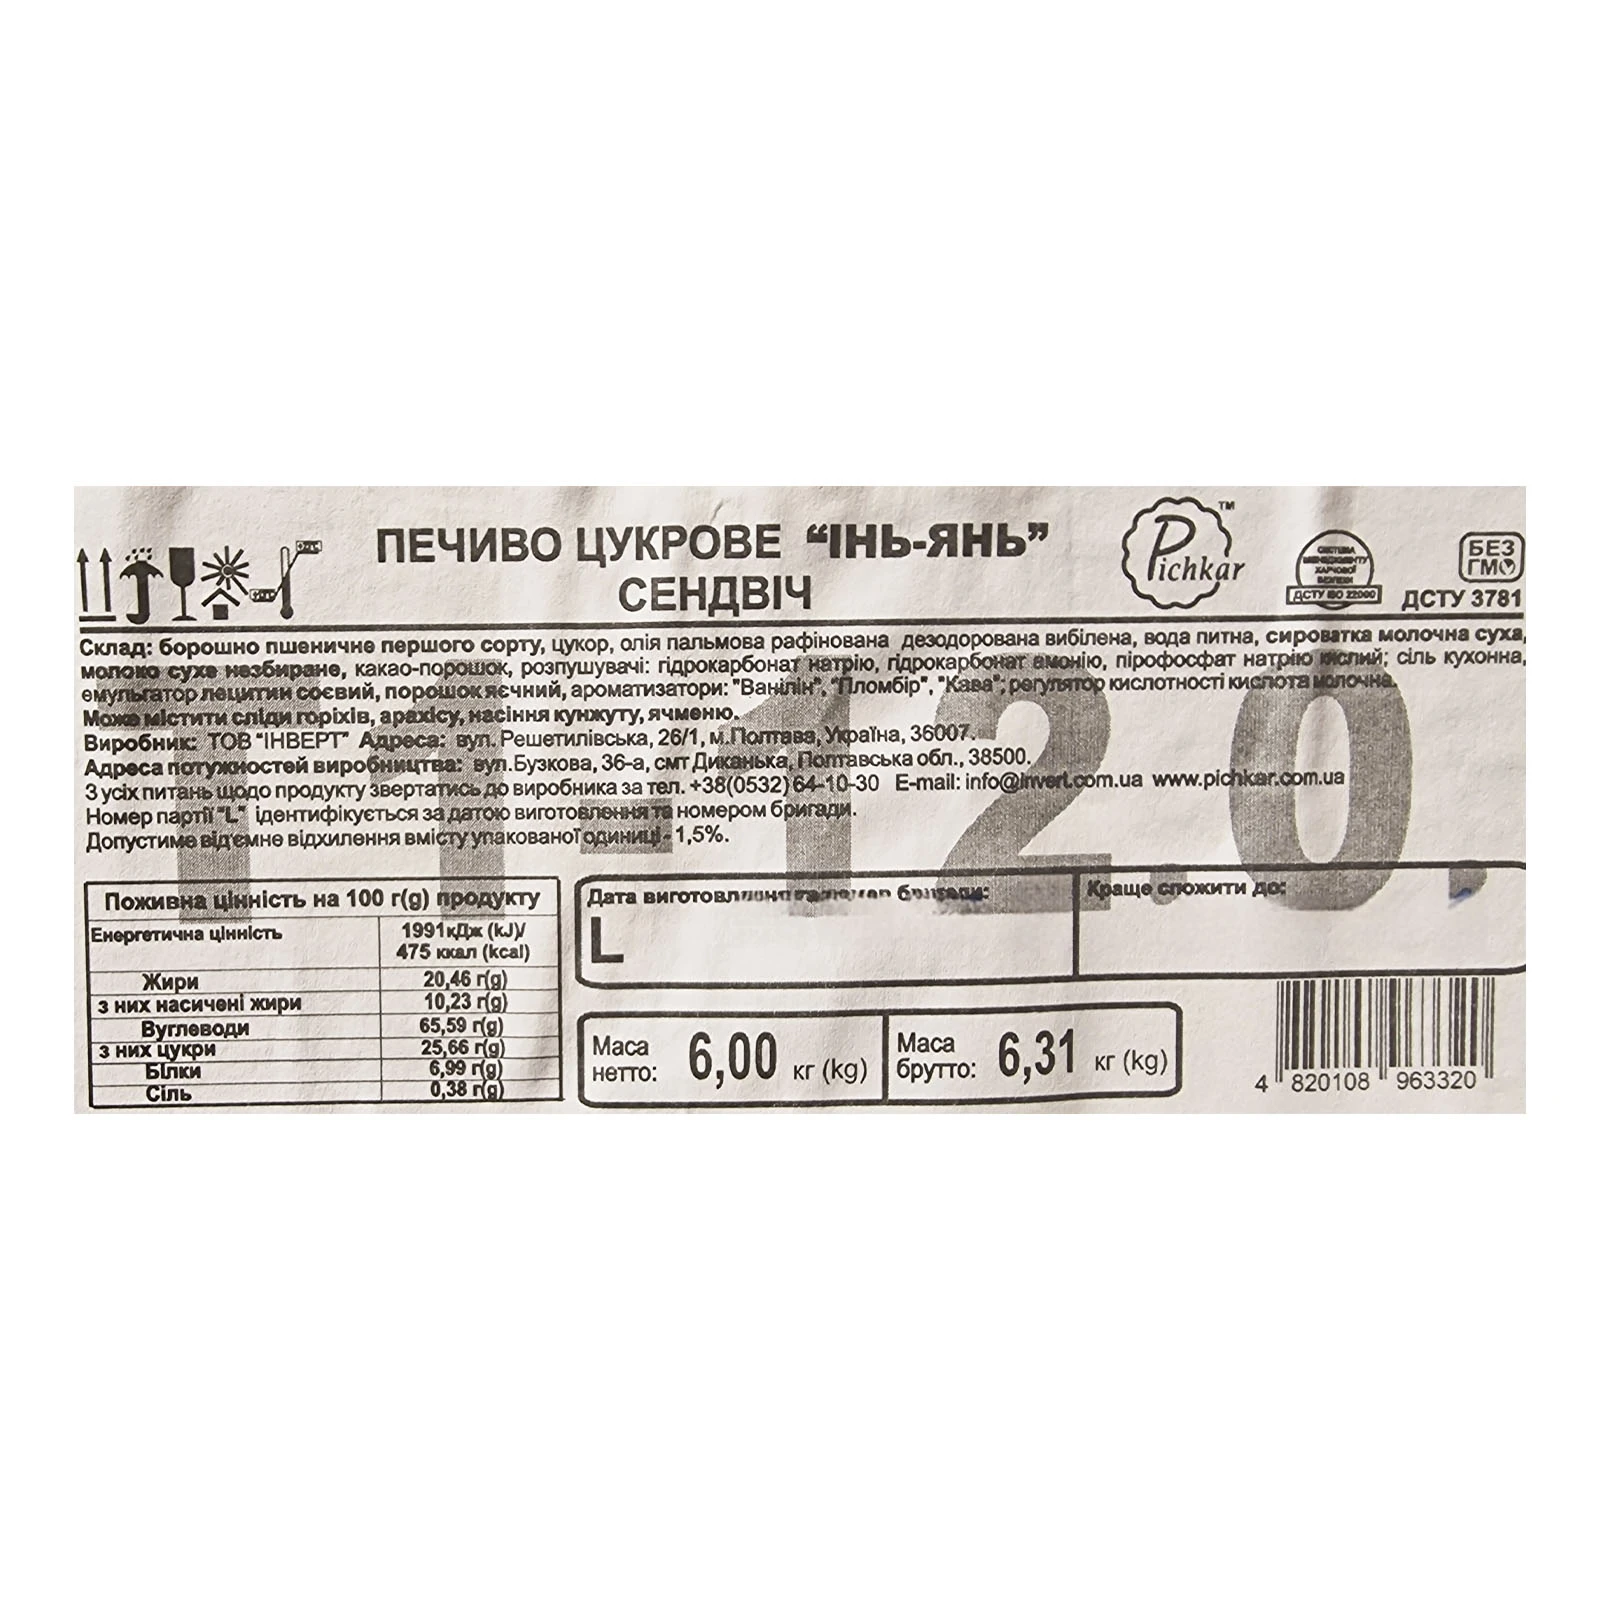 ПЕЧИВО ЦУКРОВЕ “ІНЬ-ЯНЬ”
СЕНДВІЧ
Pichkar TM
СИСТЕМА
МЕНЕДЖМЕНТУ
ХАРЧОВОЇ
БЕЗПЕКИ
ДСТУ ISO 22000
БЕЗ
ГМО
ДСТУ 3781
Склад: борошно пшеничне першого сорту, цукор, олія пальмова рафінована дезодорована вибілена, вода питна, сироватка молочна суха,
молоко сухе незбиране, какао-порошок, розпушувачі: гідрокарбонат натрію, гідрокарбонат амонію, пірофосфат натрію кислий; сіль кухонна,
емульгатор лецитин соєвий, порошок яєчний, ароматизатори: "Ванілін", "Пломбір", "Кава"; регулятор кислотності кислота молочна.
Може містити сліди горіхів, арахісу, насіння кунжуту, ячменю.
Виробник: ТОВ "ІНВЕРТ" Адреса: вул. Решетилівська, 26/1, м.Полтава, Україна, 36007.
Адреса потужностей виробництва: вул.Бузкова, 36-а, смт Диканька, Полтавська обл., 38500.
З усіх питань щодо продукту звертатись до виробника за тел. +38(0532) 64-10-30 E-mail: info@invert.com.ua www.pichkar.com.ua
Номер партії "L" ідентифікується за датою виготовлення та номером бригади.
Допустиме від'ємне відхилення вмісту упакованої одиниці - 1,5%.
11-12.0
Поживна цінність на 100 г(g) продукту
Енергетична цінність 1991кДж (kJ)/
475 ккал (kcal)
Жири 20,46 г(g)
з них насичені жири 10,23 г(g)
Вуглеводи 65,59 г(g)
з них цукри 25,66 г(g)
Білки 6,99 г(g)
Сіль 0,38 г(g)
Дата виготовлення та номер бригади:
L
Краще спожити до:
Маса нетто: 6,00 кг (kg)
Маса брутто: 6,31 кг (kg)
4 820108 963320